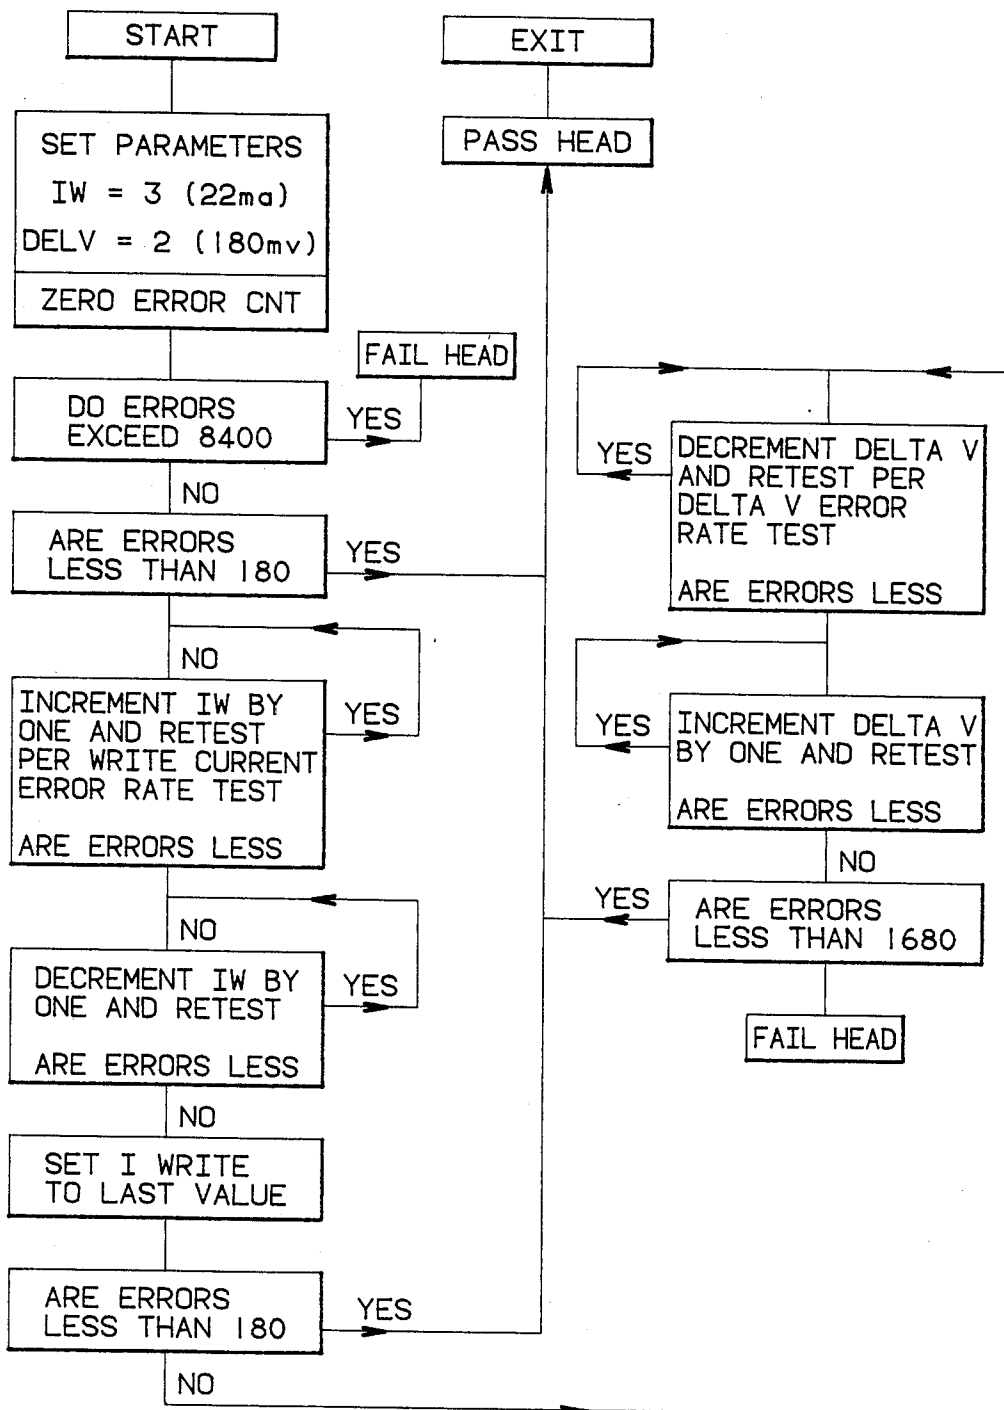 START
SET PARAMETERS
IW = 3 (22ma)
DELV = 2 (180mv)
ZERO ERROR CNT
DO ERRORS
EXCEED 8400
YES
FAIL HEAD
NO
ARE ERRORS
LESS THAN 180
YES
NO
INCREMENT IW BY
ONE AND RETEST
PER WRITE CURRENT
ERROR RATE TEST
ARE ERRORS LESS
YES
NO
DECREMENT IW BY
ONE AND RETEST
ARE ERRORS LESS
YES
NO
SET I WRITE
TO LAST VALUE
ARE ERRORS
LESS THAN 180
YES
NO
EXIT
PASS HEAD
YES
DECREMENT DELTA V
AND RETEST PER
DELTA V ERROR
RATE TEST
ARE ERRORS LESS
YES
INCREMENT DELTA V
BY ONE AND RETEST
ARE ERRORS LESS
NO
YES
ARE ERRORS
LESS THAN 1680
FAIL HEAD